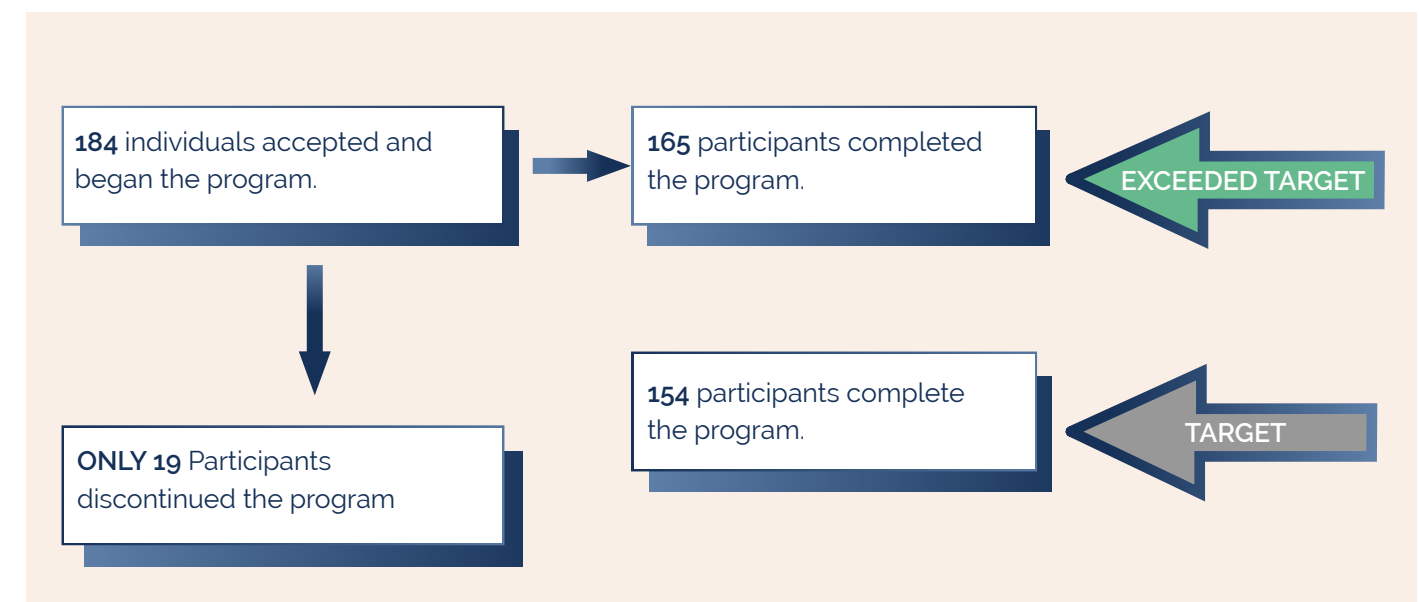 184 individuals accepted and
began the program.
165 participants completed
the program.
EXCEEDED TARGET
ONLY 19 Participants
discontinued the program
154 participants complete
the program.
TARGET